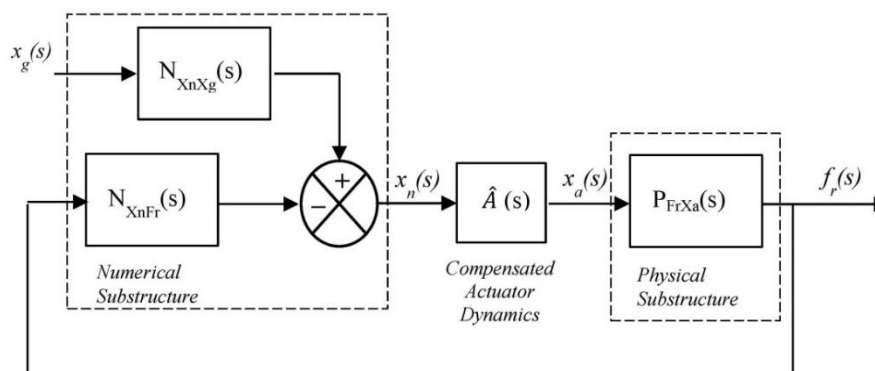 x_g(s)
N_XnXg(s)
N_XnFr(s)
+
−
x_n(s)
Â (s)
x_a(s)
P_FrXa(s)
f_r(s)
Numerical
Substructure
Compensated
Actuator
Dynamics
Physical
Substructure